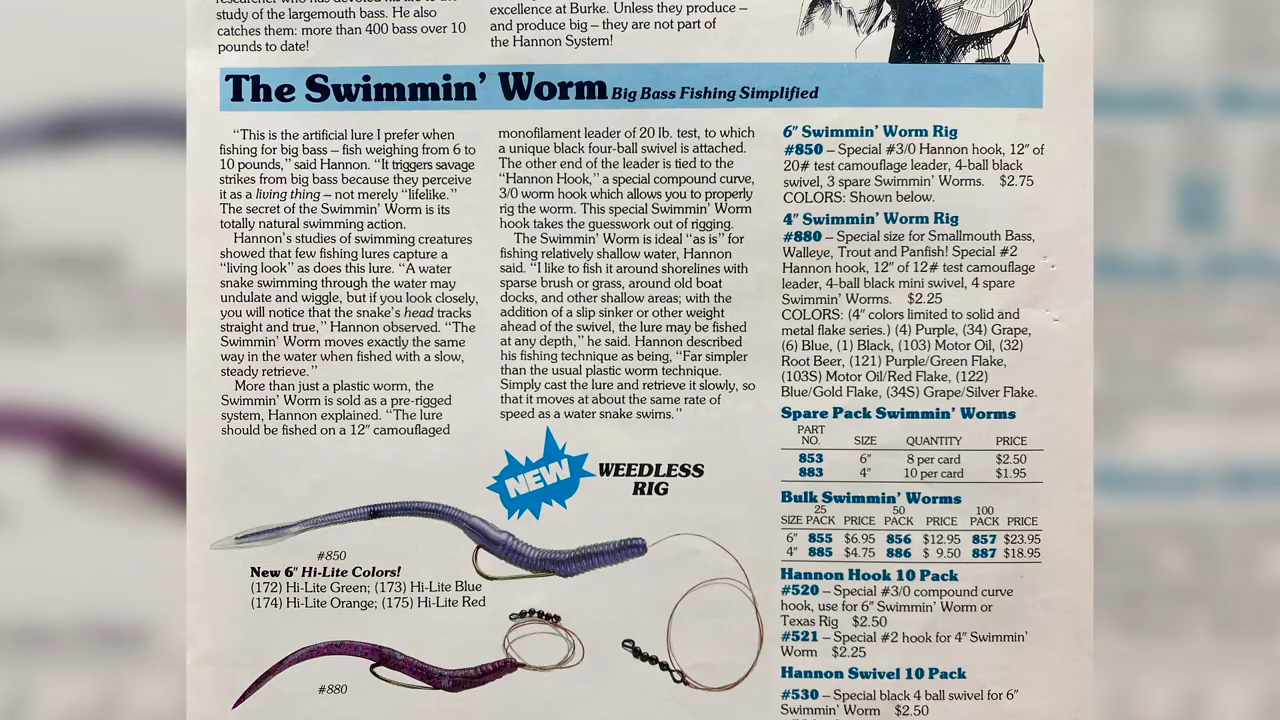 study of the largemouth bass. He also
catches them: more than 400 bass over 10
pounds to date!
excellence at Burke. Unless they produce –
and produce big – they are not part of
the Hannon System!
The Swimmin' Worm Big Bass Fishing Simplified
"This is the artificial lure I prefer when
fishing for big bass – fish weighing from 6 to
10 pounds," said Hannon. "It triggers savage
strikes from big bass because they perceive
it as a living thing – not merely "lifelike."
The secret of the Swimmin' Worm is its
totally natural swimming action.
Hannon's studies of swimming creatures
showed that few fishing lures capture a
"living look" as does this lure. "A water
snake swimming through the water may
undulate and wiggle, but if you look closely,
you will notice that the snake's head tracks
straight and true," Hannon observed. "The
Swimmin' Worm moves exactly the same
way in the water when fished with a slow,
steady retrieve."
More than just a plastic worm, the
Swimmin' Worm is sold as a pre-rigged
system, Hannon explained. "The lure
should be fished on a 12" camouflaged
monofilament leader of 20 lb. test, to which
a unique black four-ball swivel is attached.
The other end of the leader is tied to the
"Hannon Hook," a special compound curve,
3/0 worm hook which allows you to properly
rig the worm. This special Swimmin' Worm
hook takes the guesswork out of rigging.
The Swimmin' Worm is ideal "as is" for
fishing relatively shallow water, Hannon
said. "I like to fish it around shorelines with
sparse brush or grass, around old boat
docks, and other shallow areas; with the
addition of a slip sinker or other weight
ahead of the swivel, the lure may be fished
at any depth," he said. Hannon described
his fishing technique as being, "Far simpler
than the usual plastic worm technique.
Simply cast the lure and retrieve it slowly, so
that it moves at about the same rate of
speed as a water snake swims."
NEW WEEDLESS
RIG
#850
New 6" Hi-Lite Colors!
(172) Hi-Lite Green; (173) Hi-Lite Blue
(174) Hi-Lite Orange; (175) Hi-Lite Red
#880
6" Swimmin' Worm Rig
#850 – Special #3/0 Hannon hook, 12" of
20# test camouflage leader, 4-ball black
swivel, 3 spare Swimmin' Worms. $2.75
COLORS: Shown below.
4" Swimmin' Worm Rig
#880 – Special size for Smallmouth Bass,
Walleye, Trout and Panfish! Special #2
Hannon hook, 12" of 12# test camouflage
leader, 4-ball black mini swivel, 4 spare
Swimmin' Worms. $2.25
COLORS: (4" colors limited to solid and
metal flake series.) (4) Purple, (34) Grape,
(6) Blue, (1) Black, (103) Motor Oil, (32)
Root Beer, (121) Purple/Green Flake,
(103S) Motor Oil/Red Flake, (122)
Blue/Gold Flake, (34S) Grape/Silver Flake.
Spare Pack Swimmin' Worms
PART
NO. SIZE QUANTITY PRICE
853 6" 8 per card $2.50
883 4" 10 per card $1.95
Bulk Swimmin' Worms
25 50 100
SIZE PACK PRICE PACK PRICE PACK PRICE
6" 855 $6.95 856 $12.95 857 $23.95
4" 885 $4.75 886 $ 9.50 887 $18.95
Hannon Hook 10 Pack
#520 – Special #3/0 compound curve
hook, use for 6" Swimmin' Worm or
Texas Rig $2.50
#521 – Special #2 hook for 4" Swimmin'
Worm $2.25
Hannon Swivel 10 Pack
#530 – Special black 4 ball swivel for 6"
Swimmin' Worm $2.50